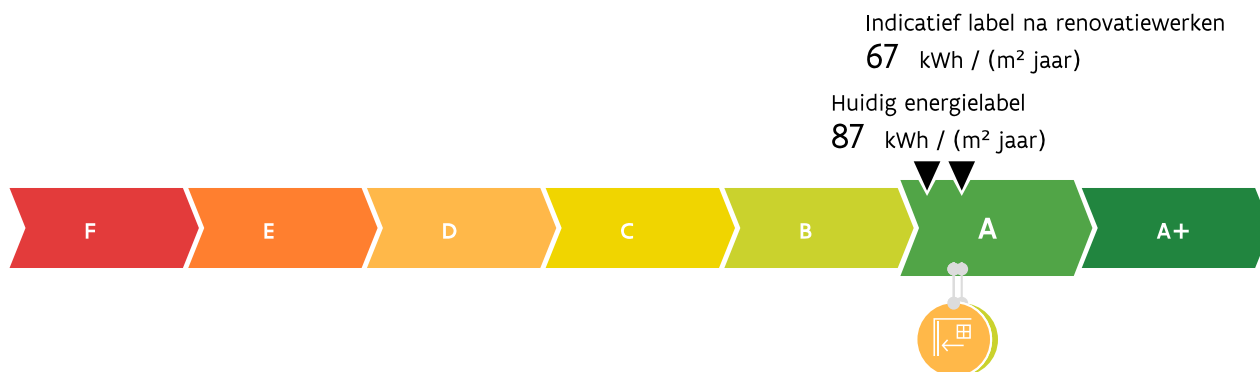 Indicatief label na renovatiewerken
67 kWh / (m² jaar)
Huidig energielabel
87 kWh / (m² jaar)
F E D C B A A+